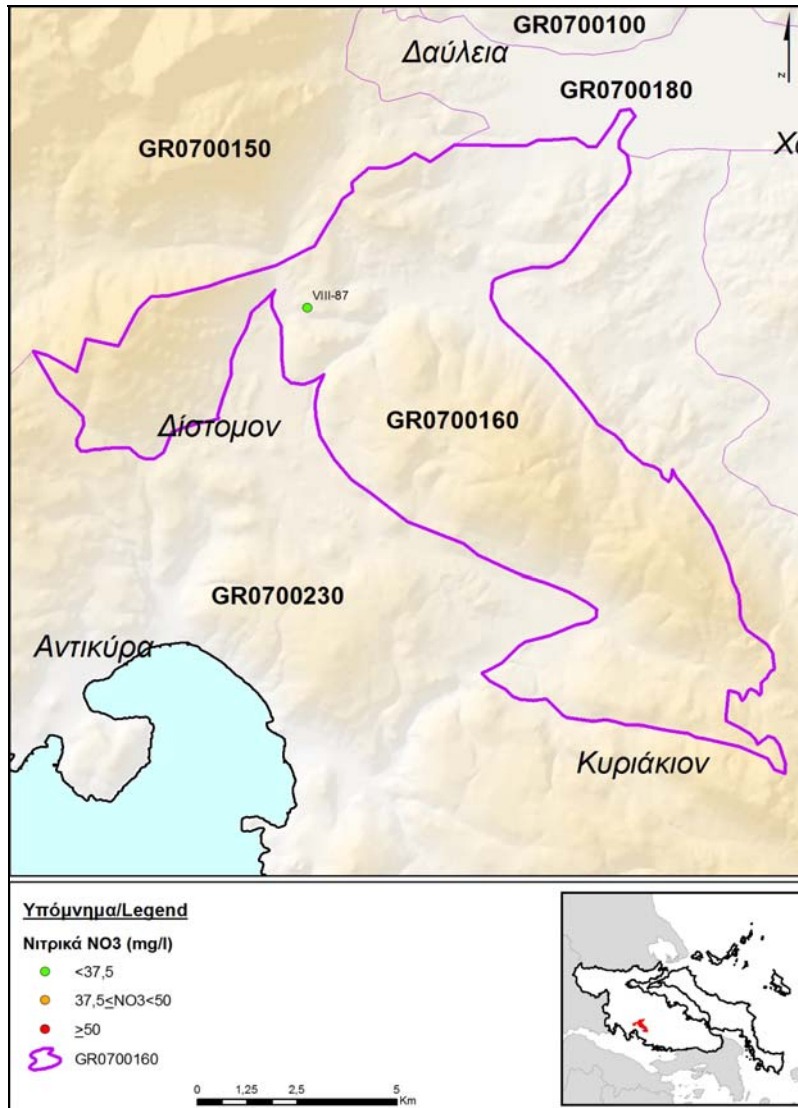 GR0700100
Δαύλεια
GR0700180
N
Χα
GR0700150
VIII-87
Δίστομον
GR0700160
GR0700230
Αντικύρα
Κυριάκιον
Υπόμνημα/Legend
Νιτρικά NO3 (mg/l)
<37,5
37,5≤NO3<50
≥50
GR0700160
0 1,25 2,5 5
Km